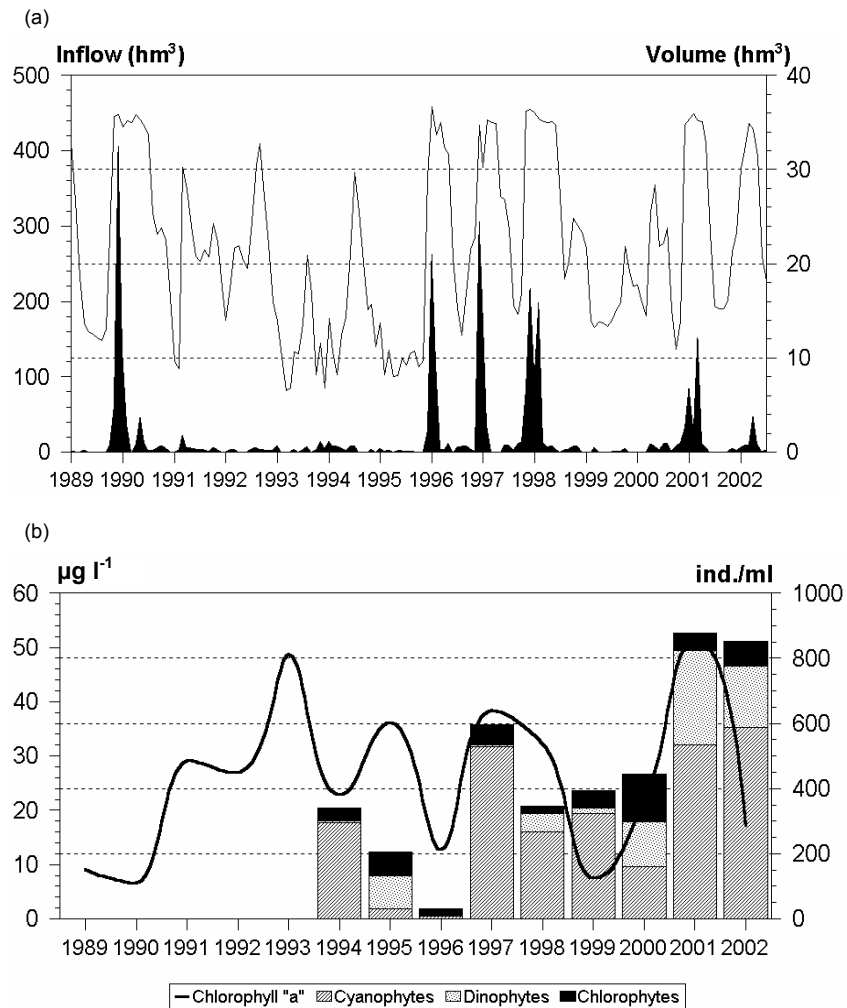 (a)
Inflow (hm³) Volume (hm³)
500 40
400
30
300
20
200
10
100
0 0
1989 1990 1991 1992 1993 1994 1995 1996 1997 1998 1999 2000 2001 2002
(b)
µg l⁻¹ ind./ml
60 1000
50
800
40
600
30
400
20
200
10
0 0
1989 1990 1991 1992 1993 1994 1995 1996 1997 1998 1999 2000 2001 2002
Chlorophyll "a" Cyanophytes Dinophytes Chlorophytes